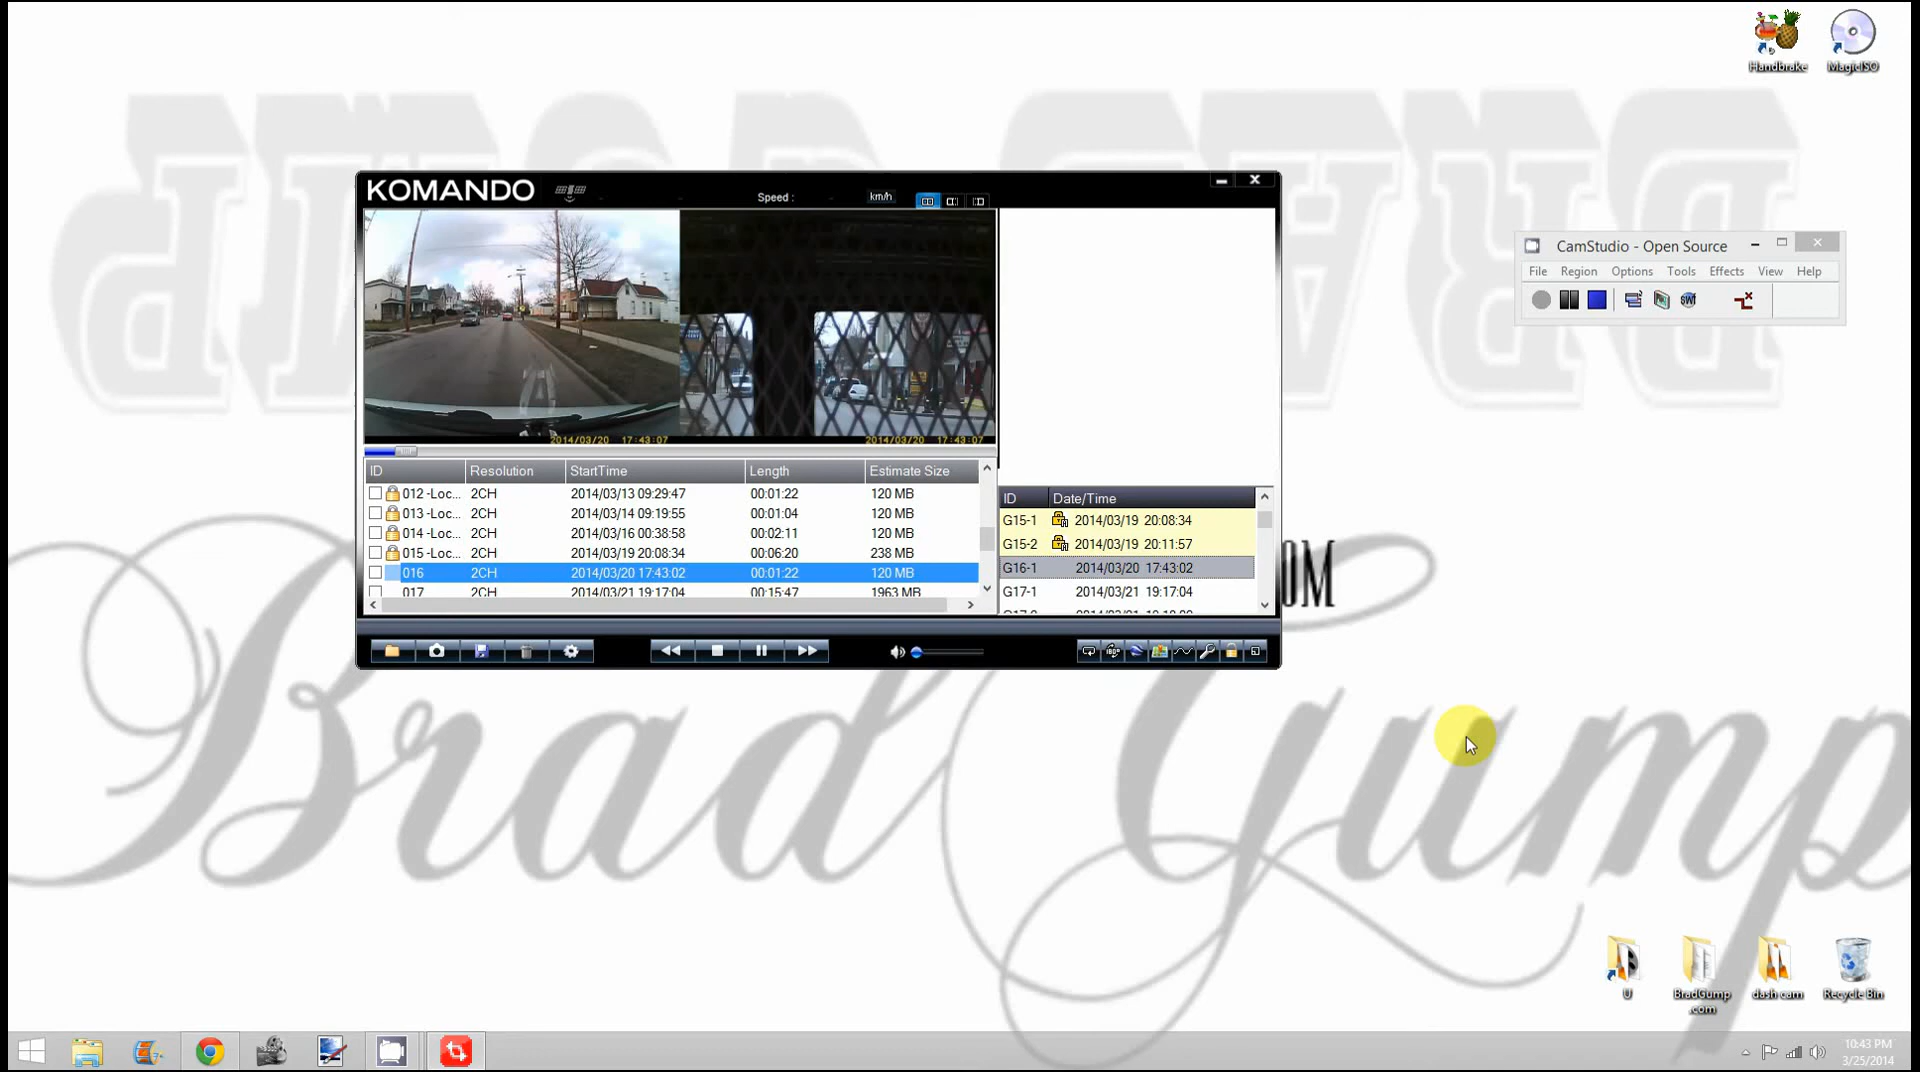 Handbrake
MagicISO
KOMANDO
Speed :
km/h
2014/03/20 17:43:07
2014/03/20 17:43:07
CamStudio - Open Source
File Region Options Tools Effects View Help
ID Resolution StartTime Length Estimate Size
012 -Loc... 2CH 2014/03/13 09:29:47 00:01:22 120 MB
013 -Loc... 2CH 2014/03/14 09:19:55 00:01:04 120 MB
014 -Loc... 2CH 2014/03/16 00:38:58 00:02:11 120 MB
015 -Loc... 2CH 2014/03/19 20:08:34 00:06:20 238 MB
016 2CH 2014/03/20 17:43:02 00:01:22 120 MB
017 2CH 2014/03/21 19:17:04 00:15:47 1963 MB
ID Date/Time
G15-1 2014/03/19 20:08:34
G15-2 2014/03/19 20:11:57
G16-1 2014/03/20 17:43:02
G17-1 2014/03/21 19:17:04
OM
180°
Brad Gump
U
BradGump
.com
dash cam
Recycle Bin
10:43 PM
3/25/2014